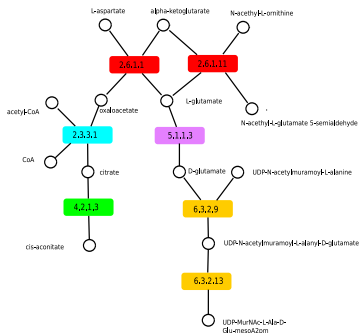 L-aspartate
alpha-ketoglutarate
N-acethyl-L-ornithine
2.6.1.1
2.6.1.11
acetyl-CoA
oxaloacetate
L-glutamate
N-acethyl-L-glutamate 5-semialdehyde
2.3.3.1
5.1.1.3
CoA
citrate
D-glutamate
UDP-N-acetylmuramoyl-L-alanine
4,2,1,3
6,3,2,9
cis-aconitate
UDP-N-acetylmuramoyl-L-alanyl-D-glutamate
6.3.2.13
UDP-MurNAc-L-Ala-D-
Glu-mesoA2om